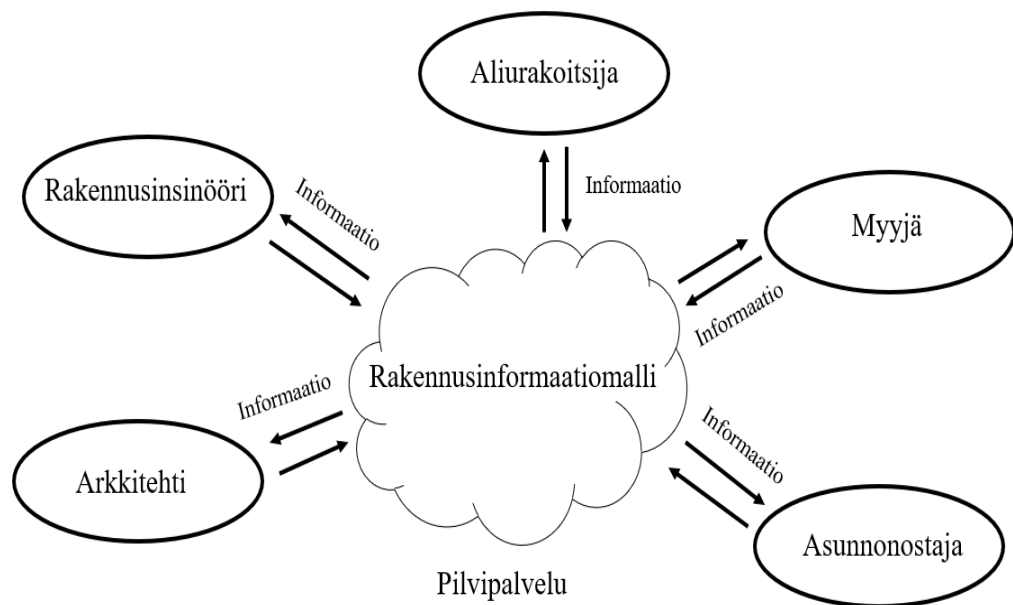 Aliurakoitsija
Rakennusinsinööri
Informaatio
Informaatio
Myyjä
Informaatio
Rakennusinformaatiomalli
Informaatio
Arkkitehti
Informaatio
Asunnonostaja
Pilvipalvelu